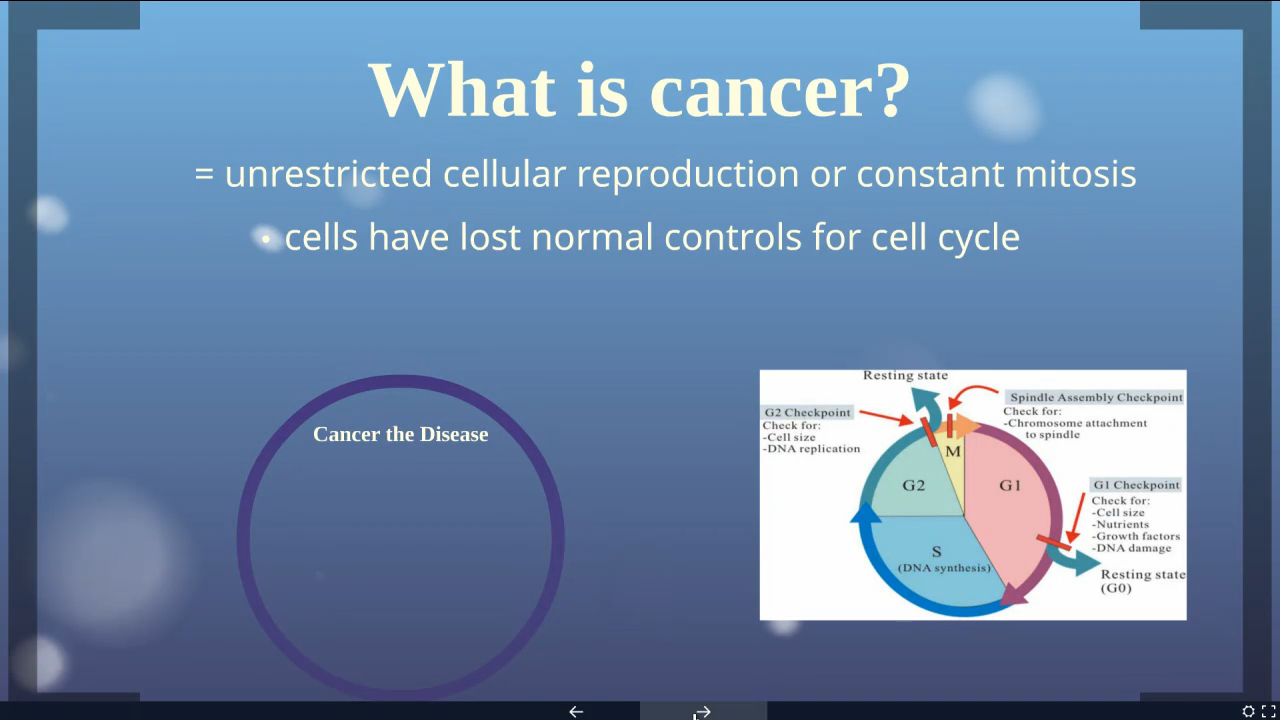 What is cancer?
= unrestricted cellular reproduction or constant mitosis
• cells have lost normal controls for cell cycle
Cancer the Disease
Resting state
Spindle Assembly Checkpoint
Check for:
-Chromosome attachment
to spindle
G2 Checkpoint
Check for:
-Cell size
-DNA replication
M
G2
G1
G1 Checkpoint
Check for:
-Cell size
-Nutrients
-Growth factors
-DNA damage
S
(DNA synthesis)
Resting state
(G0)